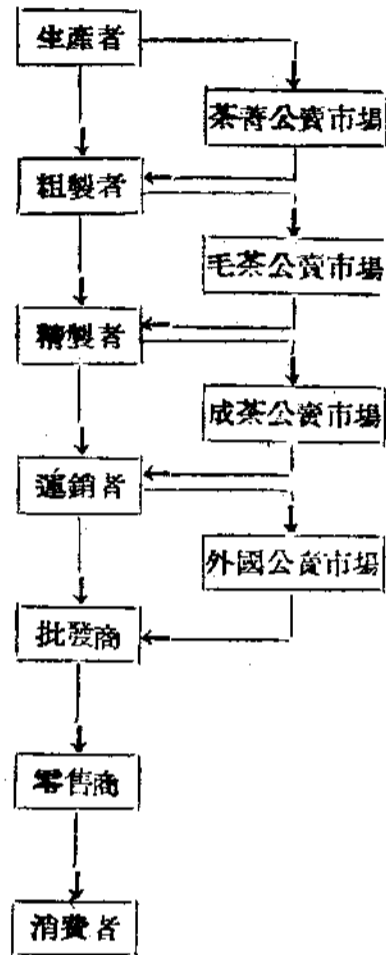 生產者
茶菁公賣市場
粗製者
毛茶公賣市場
精製者
成茶公賣市場
運銷者
外國公賣市場
批發商
零售商
消費者